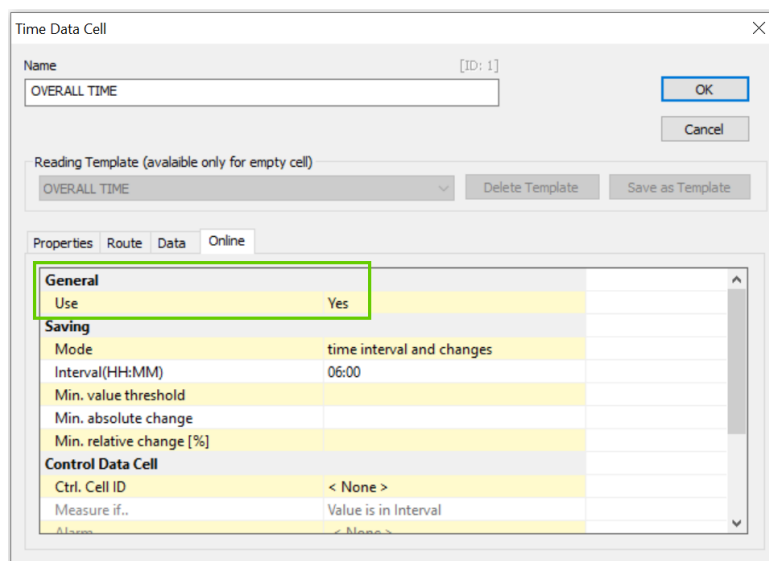 Time Data Cell
Name [ID: 1]
OVERALL TIME
OK
Cancel
Reading Template (avalaible only for empty cell)
OVERALL TIME Delete Template Save as Template
Properties Route Data Online
General
Use Yes
Saving
Mode time interval and changes
Interval(HH:MM) 06:00
Min. value threshold
Min. absolute change
Min. relative change [%]
Control Data Cell
Ctrl. Cell ID < None >
Measure if.. Value is in Interval
Alarm < None >